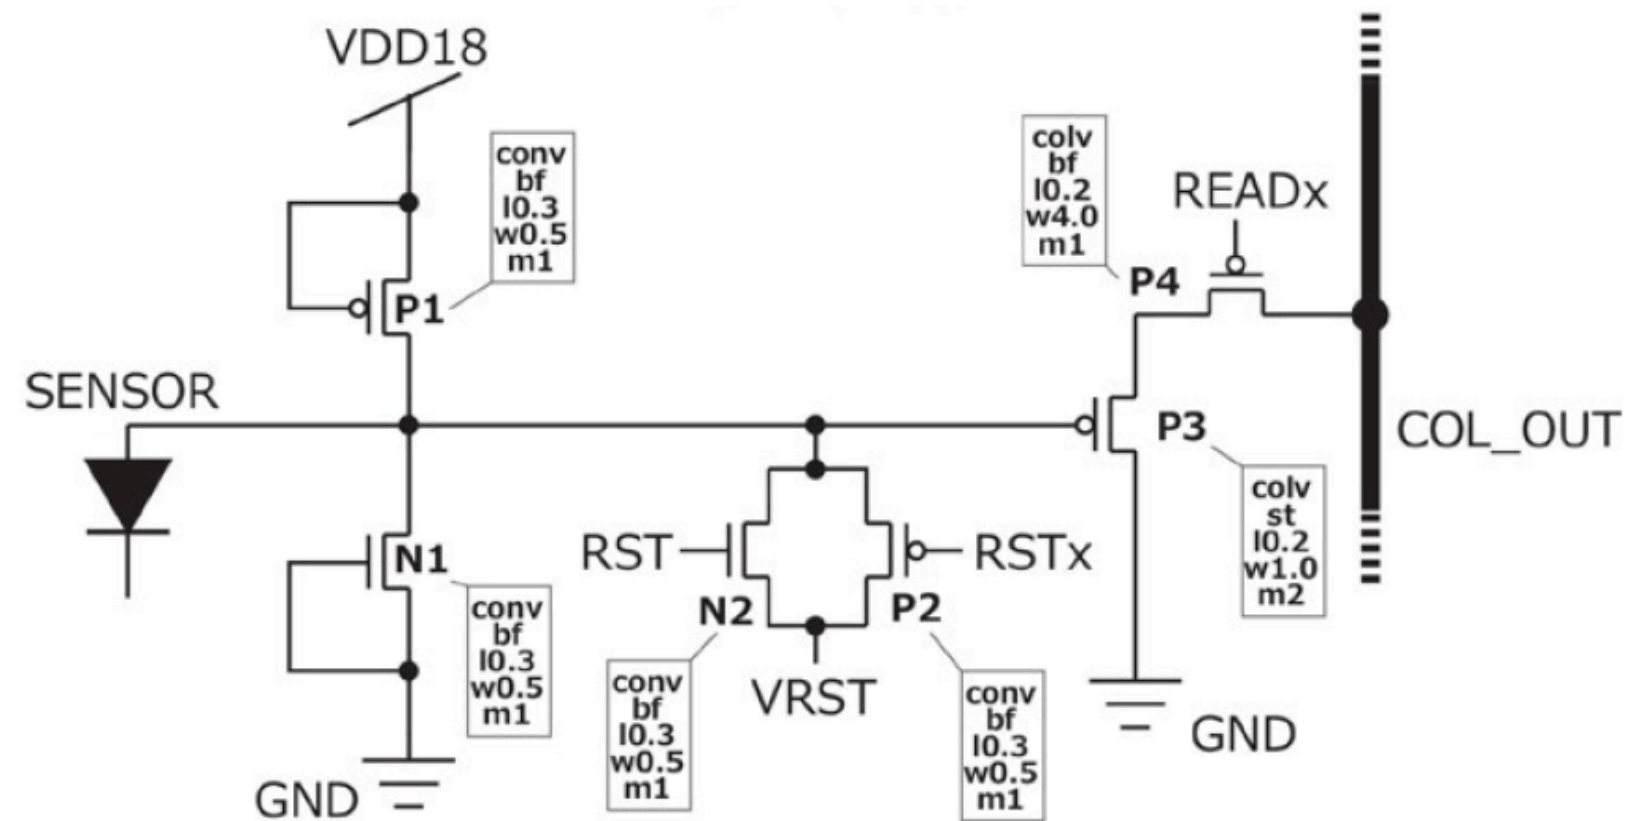 VDD18
conv
bf
l0.3
w0.5
m1
P1
colv
bf
l0.2
w4.0
m1
READx
P4
SENSOR
P3
COL_OUT
colv
st
l0.2
w1.0
m2
N1
conv
bf
l0.3
w0.5
m1
RST
RSTx
N2
P2
conv
bf
l0.3
w0.5
m1
VRST
conv
bf
l0.3
w0.5
m1
GND
GND